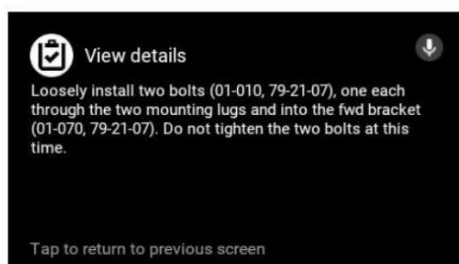 View details
Loosely install two bolts (01-010, 79-21-07), one each
through the two mounting lugs and into the fwd bracket
(01-070, 79-21-07). Do not tighten the two bolts at this
time.
Tap to return to previous screen